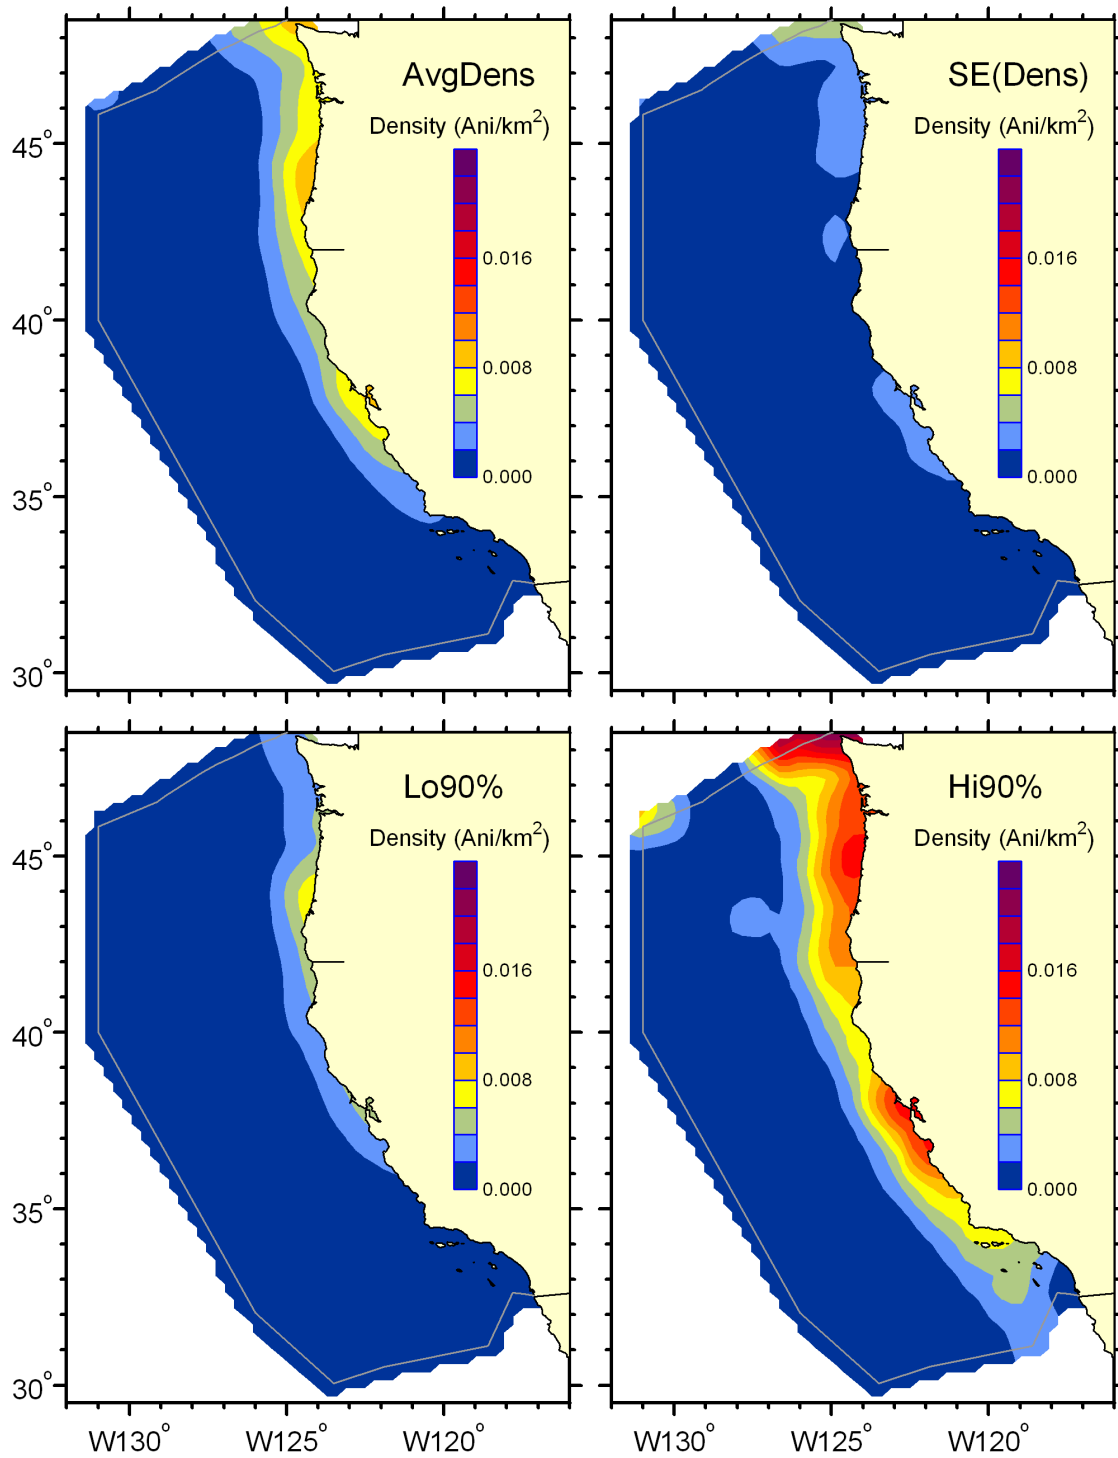 AvgDens
Density (Ani/km²)
0.016
0.008
0.000
45°
40°
35°
30°
SE(Dens)
Density (Ani/km²)
0.016
0.008
0.000
Lo90%
Density (Ani/km²)
0.016
0.008
0.000
45°
40°
35°
30°
W130° W125° W120°
Hi90%
Density (Ani/km²)
0.016
0.008
0.000
W130° W125° W120°